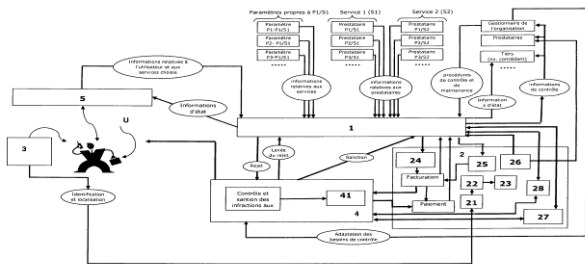 Paramètres propres à P1/S1
Service 1 (S1)
Service 2 (S2)
Paramètre
P1-P1/S1
Paramètre
P2- P1/S1
Paramètre
P3-P1/S1
.....
Prestataire
P1/S1
Prestataire
P2/S1
Prestataire
P3/S1
.....
Prestataire
P1/S2
Prestataire
P2/S2
Prestataire
P3/S2
.....
Gestionnaire de
l'organisation
Prestataires
Tiers
.....
Informations relatives à
l'utilisateur et aux
services choisis
Informations
relatives aux
services
Informations
relatives aux
prestataires
procédures
de contrôle et
de maintenance
Informations
d'état
informations
de contrôle
5
Informations
d'état
U
1
3
Rejet
Levée
du rejet
Sanction
24
2
25
26
Facturation
22
23
28
Contrôle et
santion des
infractions aux
41
4
Paiement
21
27
Identification
et localisation
Adaptation des
besoins de contrôle